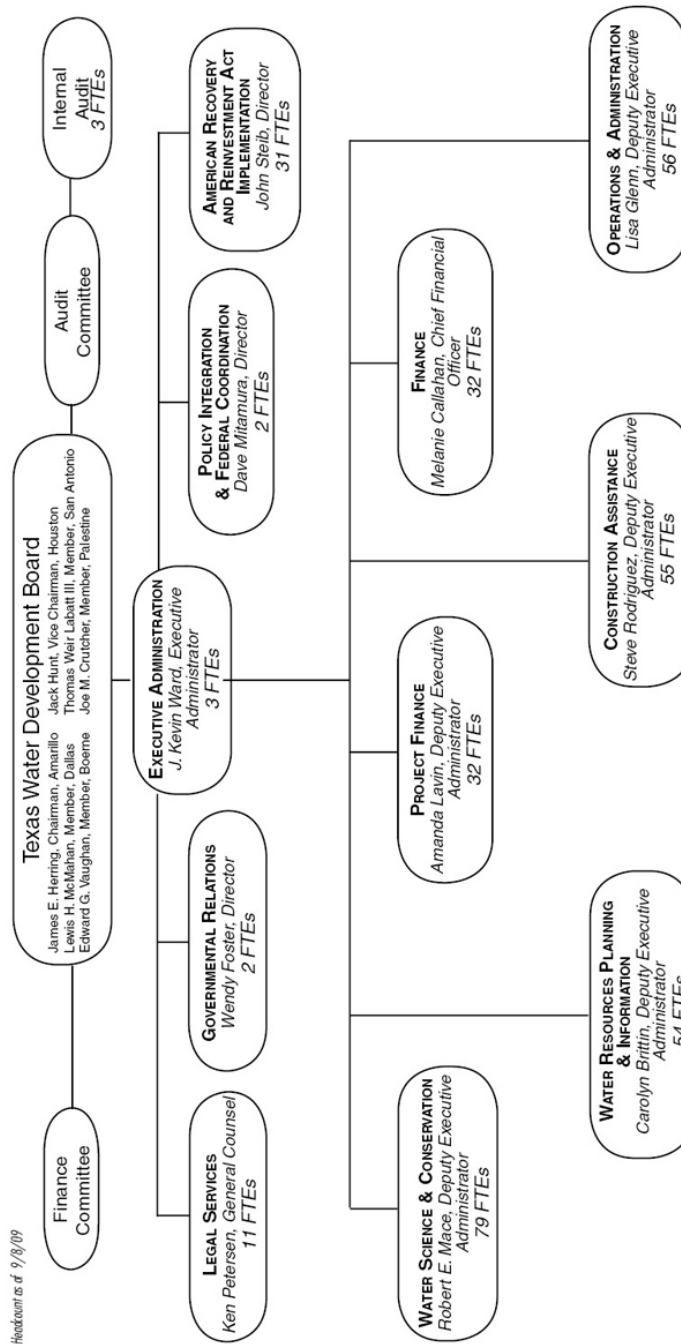 Headcount as of 9/8/09
Texas Water Development Board
James E. Herring, Chairman, Amarillo
Lewis H. McMahan, Member, Dallas
Edward G. Vaughan, Member, Boerne
Jack Hunt, Vice Chairman, Houston
Thomas Weir Labatt III, Member, San Antonio
Joe M. Crutcher, Member, Palestine
Finance
Committee
Audit
Committee
Internal
Audit
3 FTEs
EXECUTIVE ADMINISTRATION
J. Kevin Ward, Executive
Administrator
3 FTEs
LEGAL SERVICES
Ken Petersen, General Counsel
11 FTEs
GOVERNMENTAL RELATIONS
Wendy Foster, Director
2 FTEs
POLICY INTEGRATION
& FEDERAL COORDINATION
Dave Mitamura, Director
2 FTEs
AMERICAN RECOVERY
AND REINVESTMENT ACT
IMPLEMENTATION
John Steib, Director
31 FTEs
WATER SCIENCE & CONSERVATION
Robert E. Mace, Deputy Executive
Administrator
79 FTEs
PROJECT FINANCE
Amanda Lavin, Deputy Executive
Administrator
32 FTEs
FINANCE
Melanie Callahan, Chief Financial
Officer
32 FTEs
WATER RESOURCES PLANNING
& INFORMATION
Carolyn Brittin, Deputy Executive
Administrator
54 FTEs
CONSTRUCTION ASSISTANCE
Steve Rodriguez, Deputy Executive
Administrator
55 FTEs
OPERATIONS & ADMINISTRATION
Lisa Glenn, Deputy Executive
Administrator
56 FTEs